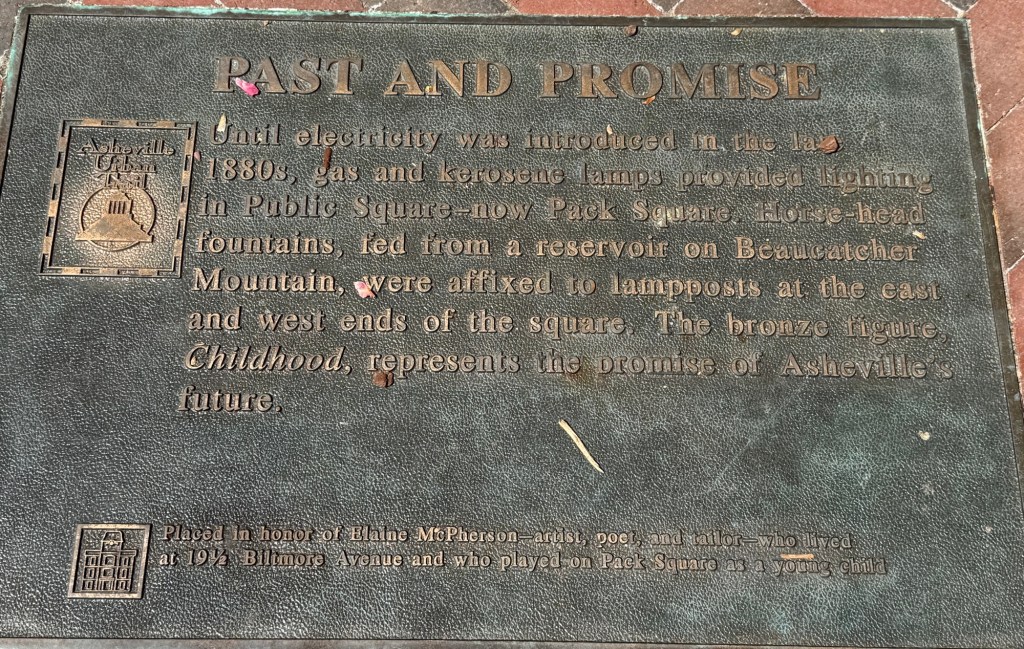 PAST AND PROMISE
Asheville
Urban
Trail
Until electricity was introduced in the late
1880s, gas and kerosene lamps provided lighting
in Public Square–now Pack Square. Horse-head
fountains, fed from a reservoir on Beaucatcher
Mountain, were affixed to lampposts at the east
and west ends of the square. The bronze figure,
Childhood, represents the promise of Asheville's
future.
Placed in honor of Elaine McPherson—artist, poet, and tailor—who lived
at 19½ Biltmore Avenue and who played on Pack Square as a young child